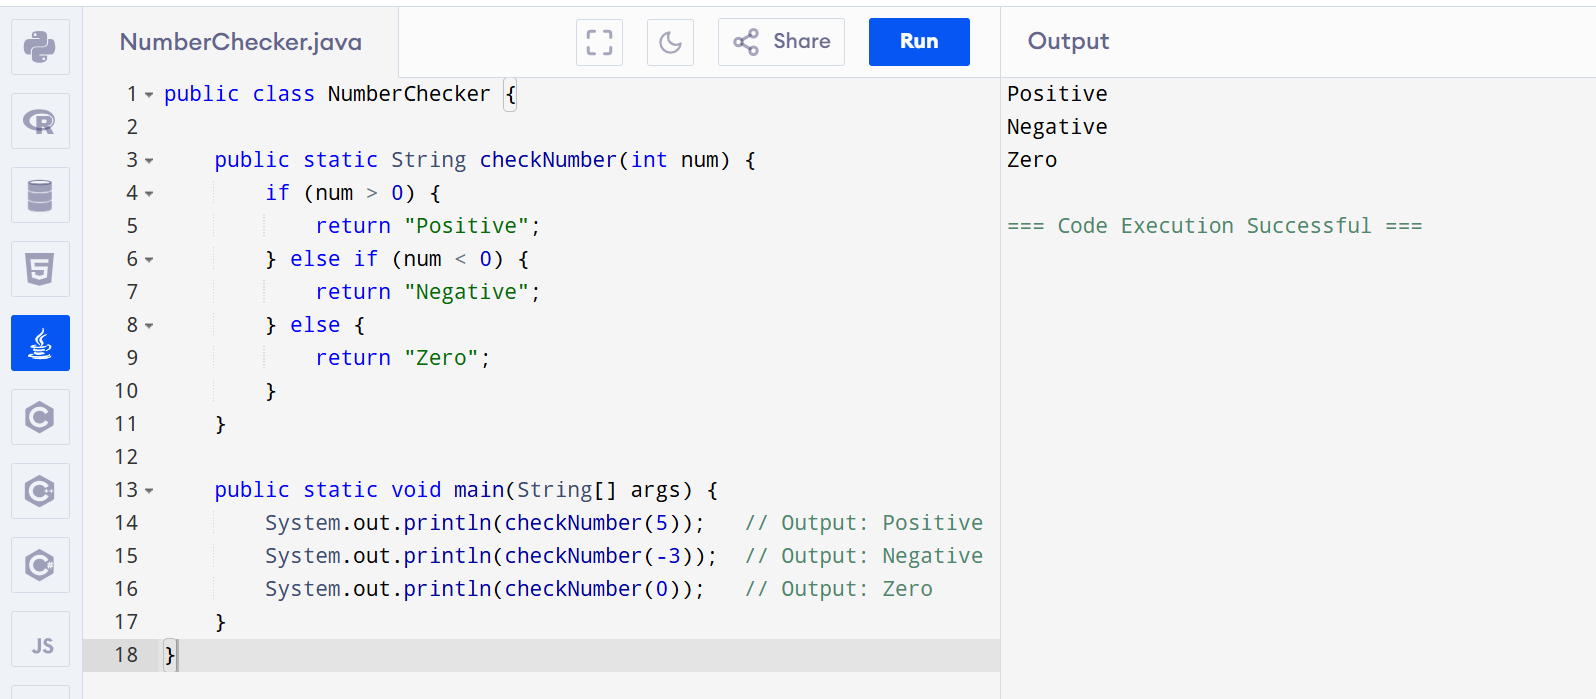 NumberChecker.java
Share
Run
Output
1 public class NumberChecker {
2
3     public static String checkNumber(int num) {
4         if (num > 0) {
5             return "Positive";
6         } else if (num < 0) {
7             return "Negative";
8         } else {
9             return "Zero";
10         }
11     }
12
13     public static void main(String[] args) {
14         System.out.println(checkNumber(5));   // Output: Positive
15         System.out.println(checkNumber(-3));  // Output: Negative
16         System.out.println(checkNumber(0));   // Output: Zero
17     }
18 }
Positive
Negative
Zero
=== Code Execution Successful ===
R
5
C
C++
C#
JS